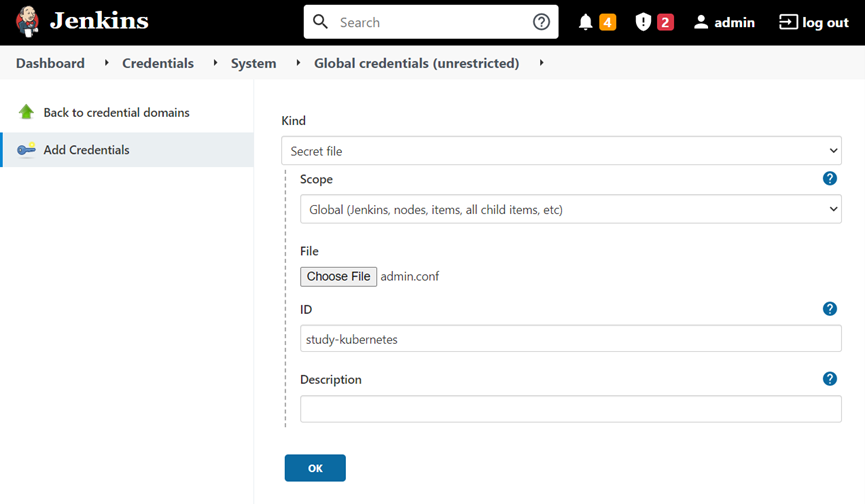 Jenkins
Search
4
2
admin
log out
Dashboard
Credentials
System
Global credentials (unrestricted)
Back to credential domains
Add Credentials
Kind
Secret file
Scope
Global (Jenkins, nodes, items, all child items, etc)
File
Choose File admin.conf
ID
study-kubernetes
Description
OK